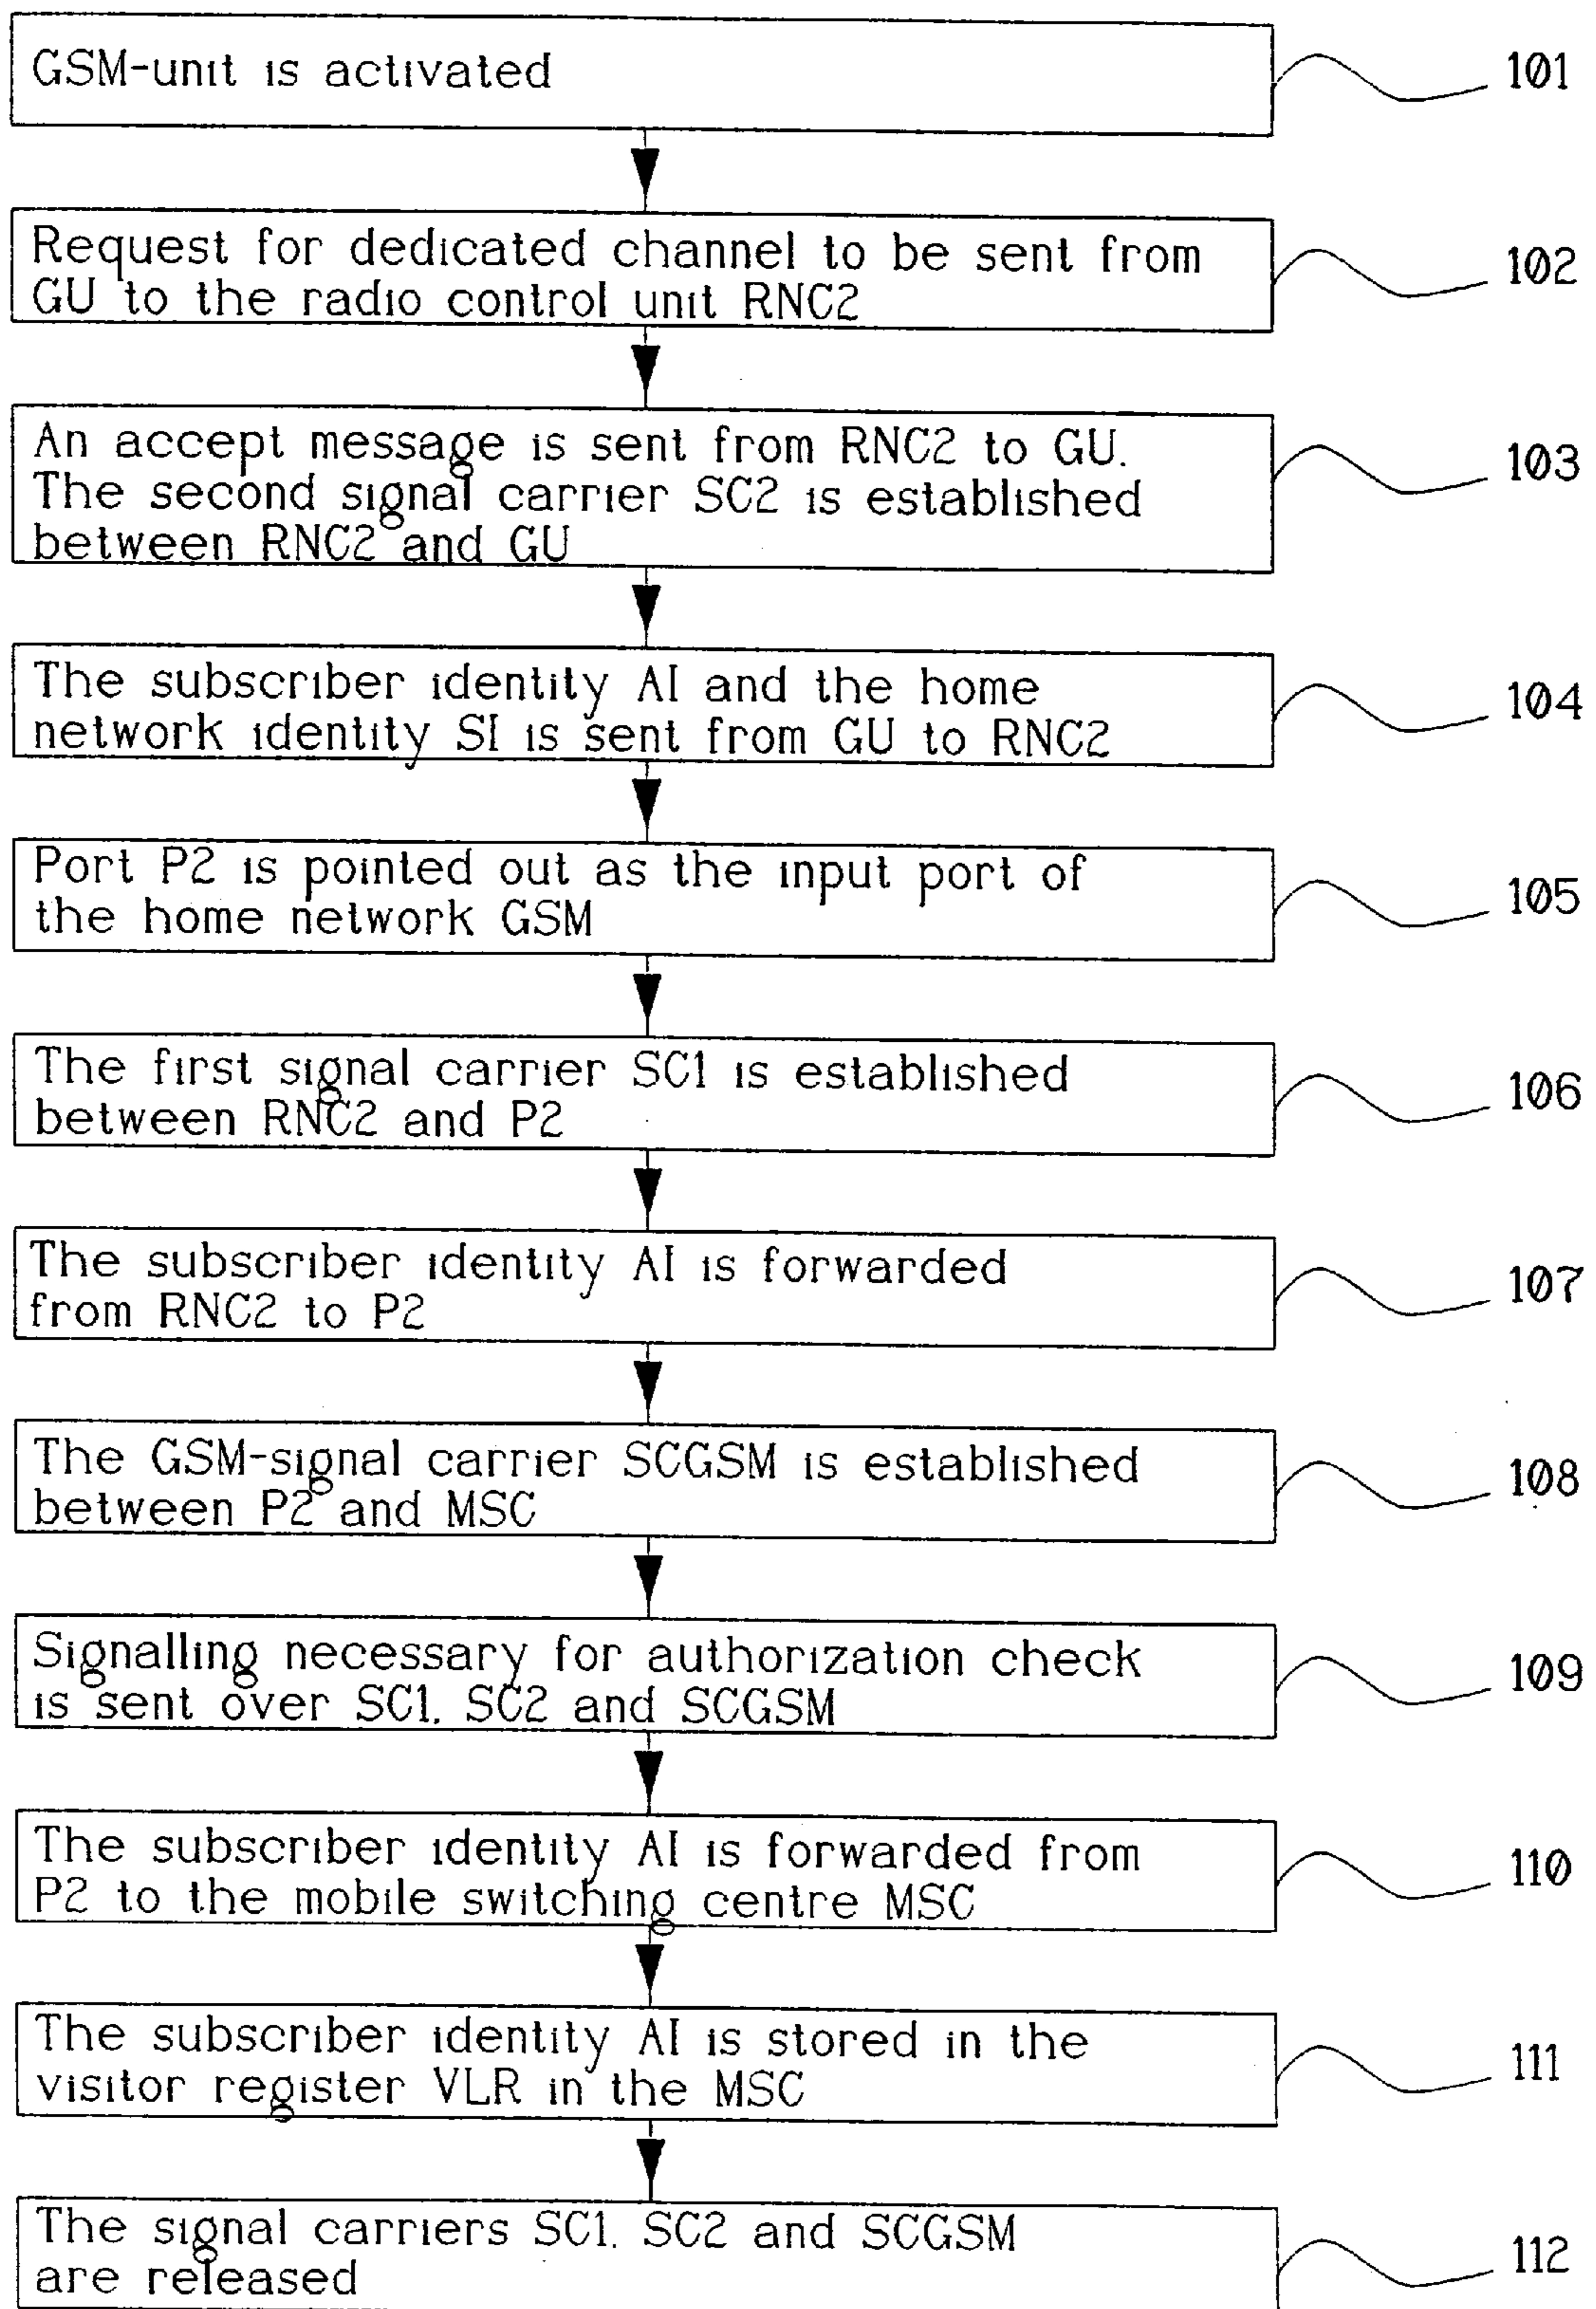 GSM-unit is activated
101
Request for dedicated channel to be sent from
GU to the radio control unit RNC2
102
An accept message is sent from RNC2 to GU.
The second signal carrier SC2 is established
between RNC2 and GU
103
The subscriber identity AI and the home
network identity SI is sent from GU to RNC2
104
Port P2 is pointed out as the input port of
the home network GSM
105
The first signal carrier SC1 is established
between RNC2 and P2
106
The subscriber identity AI is forwarded
from RNC2 to P2
107
The GSM-signal carrier SCGSM is established
between P2 and MSC
108
Signalling necessary for authorization check
is sent over SC1. SC2 and SCGSM
109
The subscriber identity AI is forwarded from
P2 to the mobile switching centre MSC
110
The subscriber identity AI is stored in the
visitor register VLR in the MSC
111
The signal carriers SC1. SC2 and SCGSM
are released
112